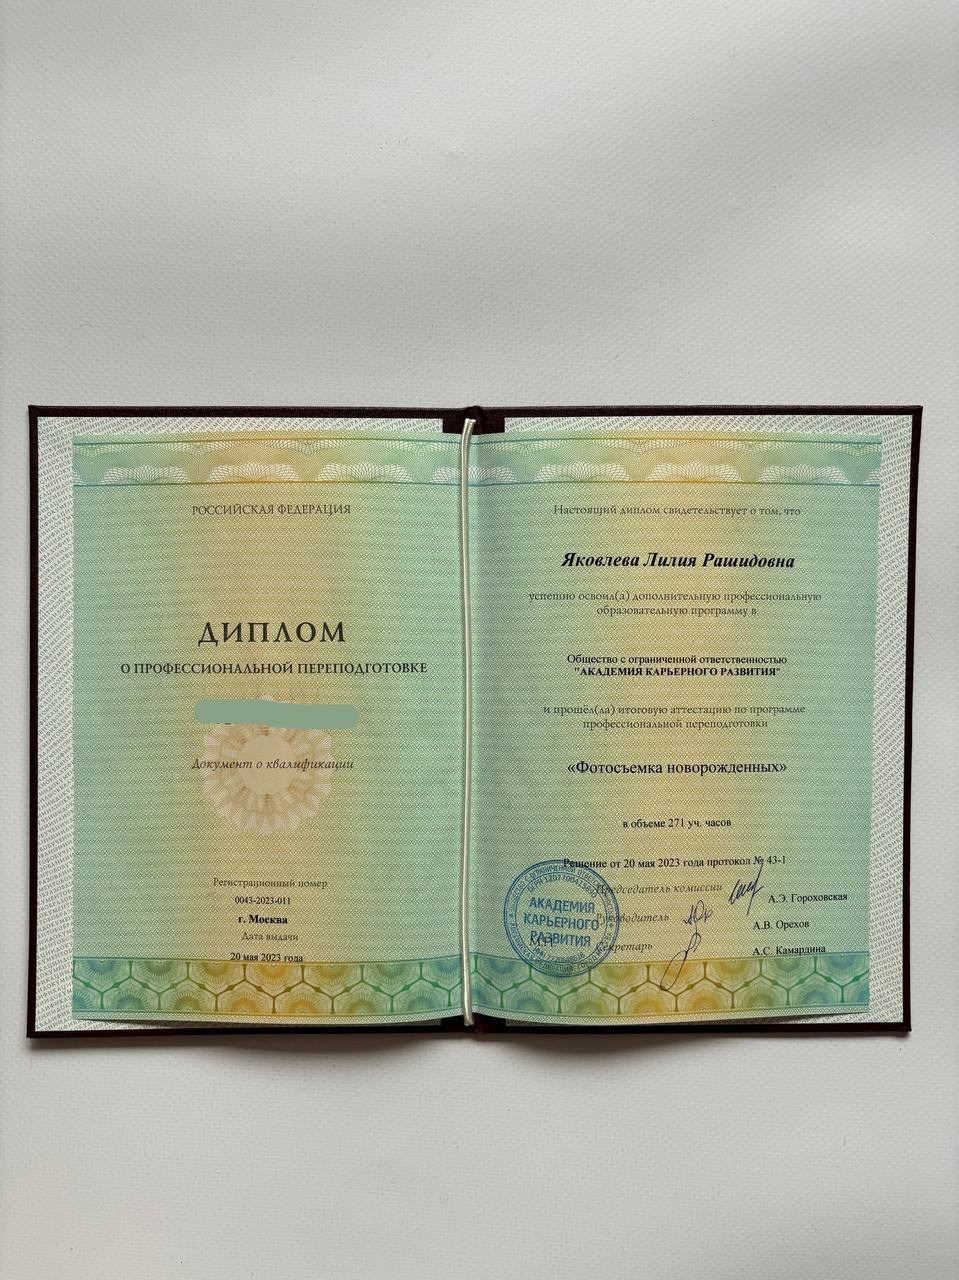 РОССИЙСКАЯ ФЕДЕРАЦИЯ
ДИПЛОМ
О ПРОФЕССИОНАЛЬНОЙ ПЕРЕПОДГОТОВКЕ
Документ о квалификации
Регистрационный номер
0043-2023-011
г. Москва
Дата выдачи
20 мая 2023 года
Настоящий диплом свидетельствует о том, что
Яковлева Лилия Рашидовна
успешно освоил(а) дополнительную профессиональную
образовательную программу в
Общество с ограниченной ответственностью
"АКАДЕМИЯ КАРЬЕРНОГО РАЗВИТИЯ"
и прошёл(ла) итоговую аттестацию по программе
профессиональной переподготовки
«Фотосъемка новорожденных»
в объеме 271 уч. часов
Решение от 20 мая 2023 года протокол № 43-1
Председатель комиссии
А.Э. Гороховская
Руководитель
А.В. Орехов
М.П.
Секретарь
А.С. Камардина
АКАДЕМИЯ
КАРЬЕРНОГО
РАЗВИТИЯ